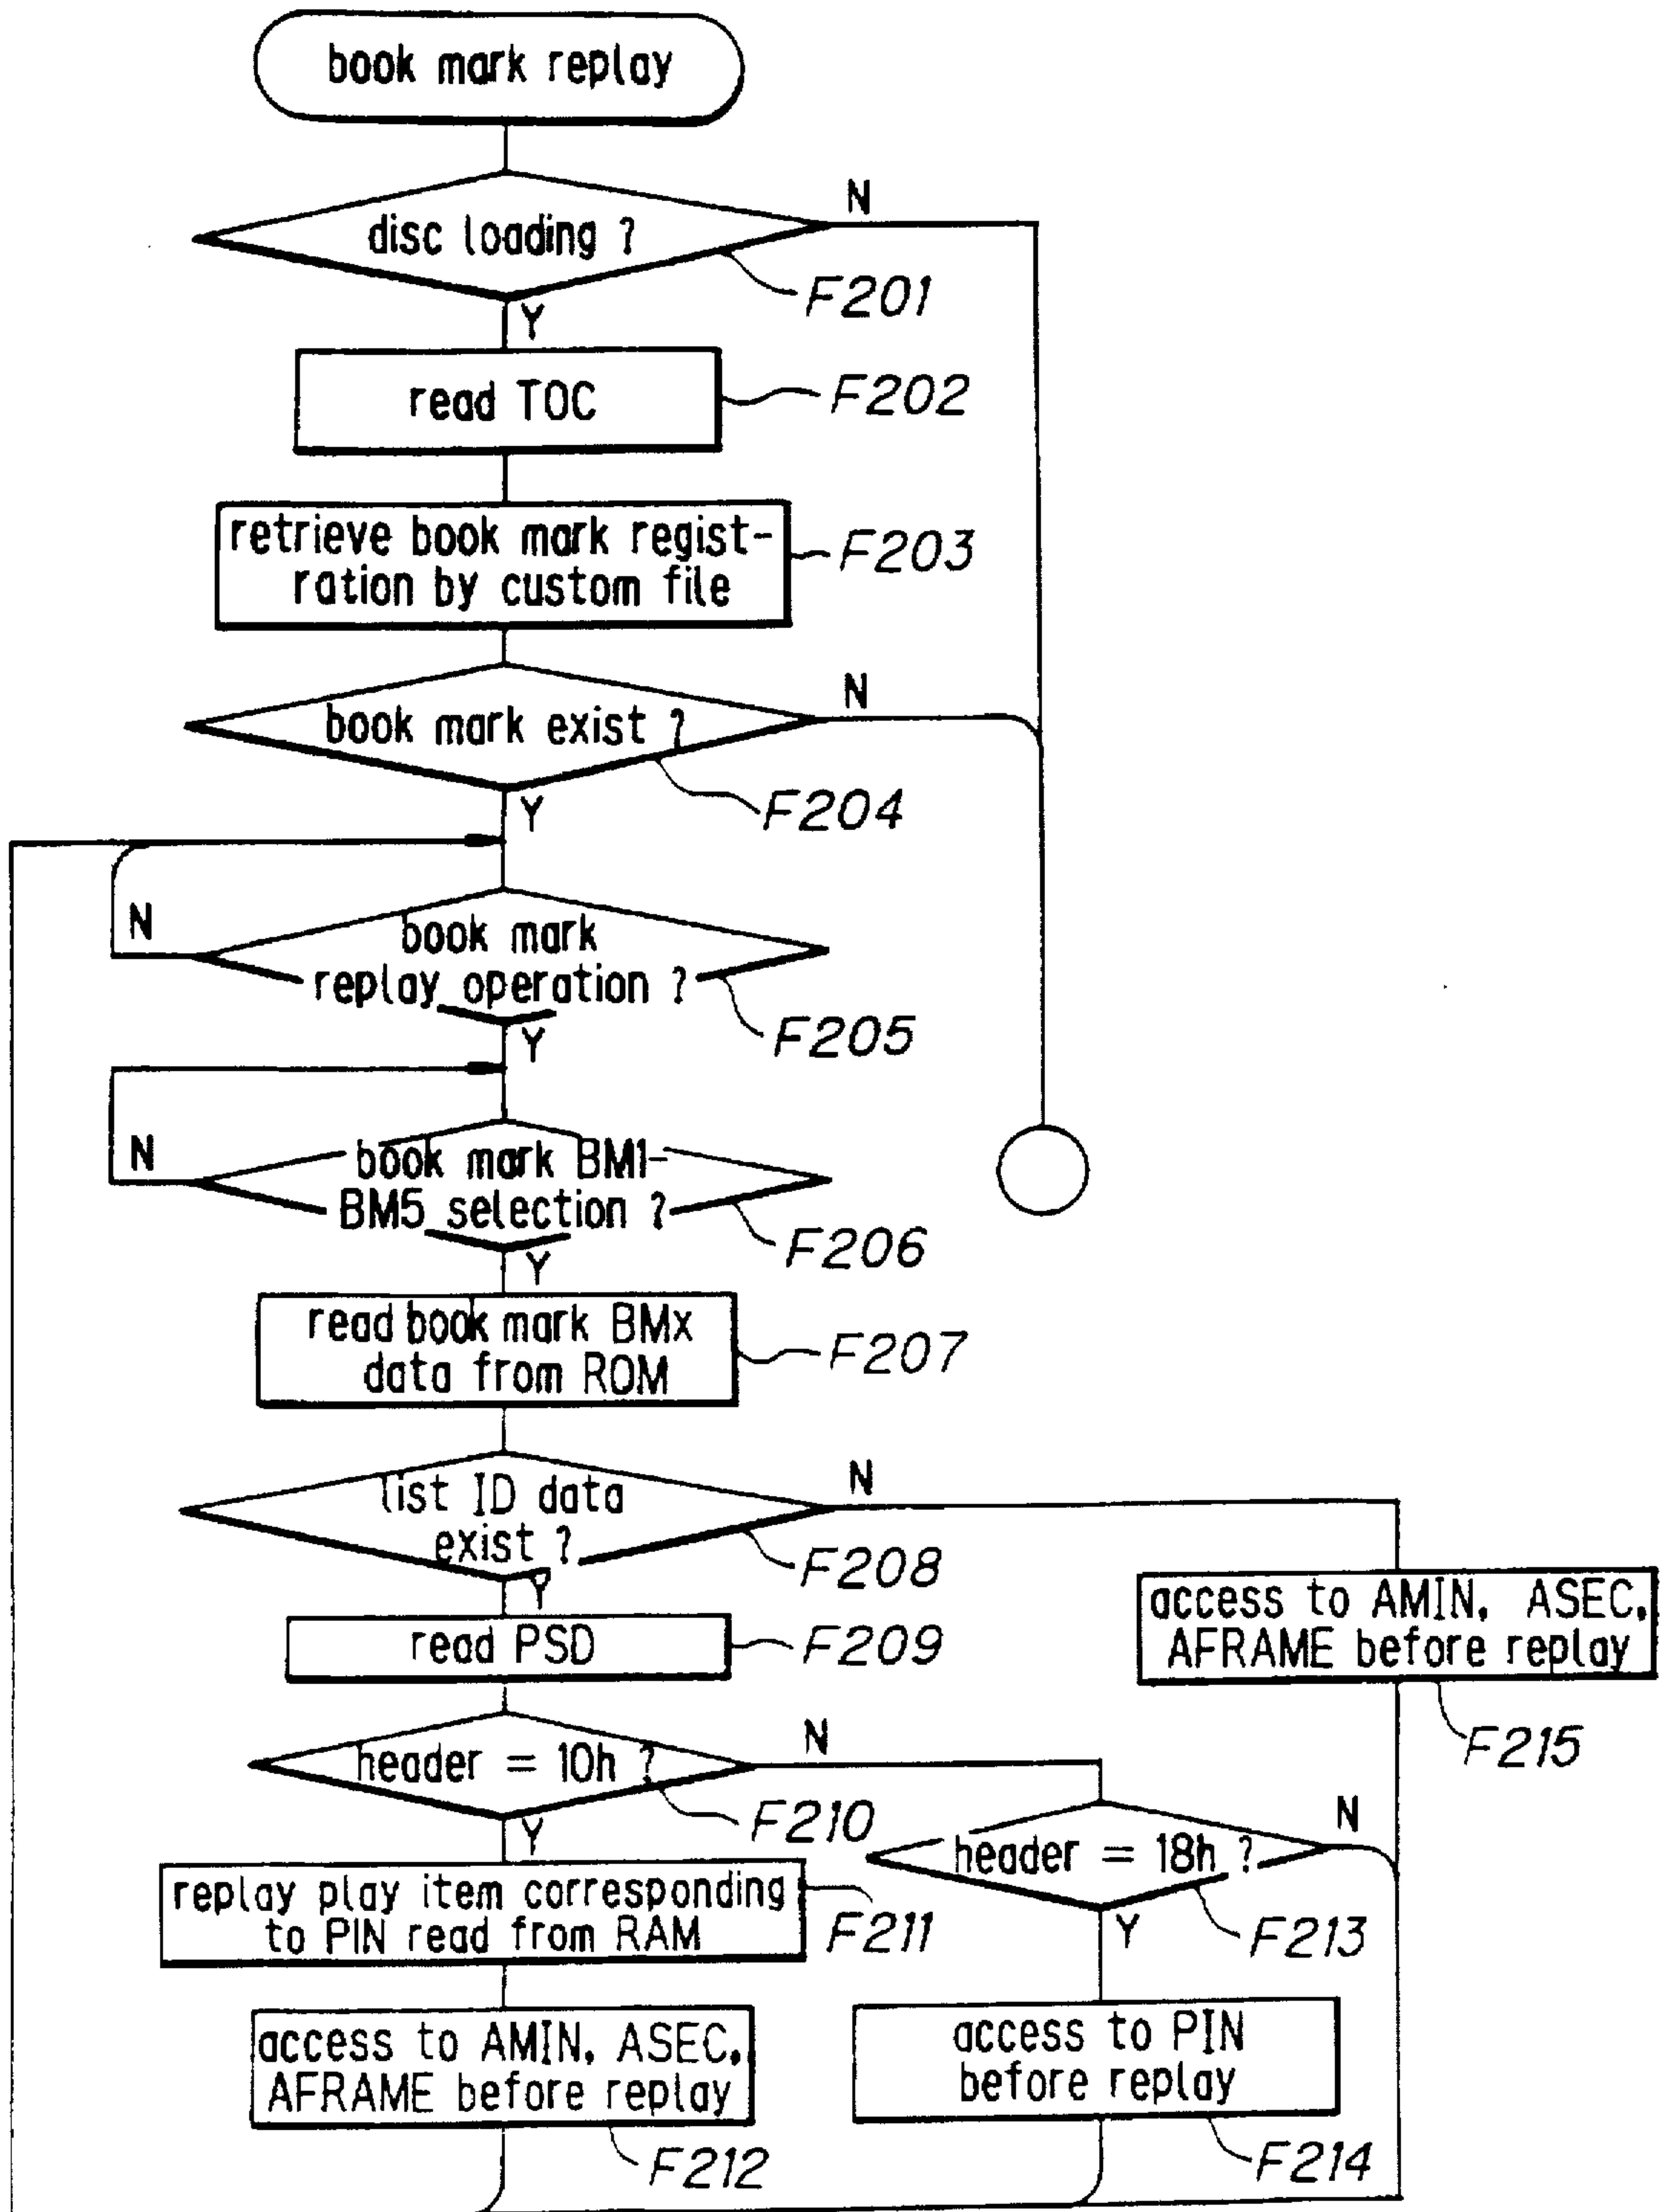 book mark replay
N
disc loading ?
F201
Y
read TOC
F202
retrieve book mark regist-
ration by custom file
F203
N
book mark exist ?
F204
Y
N
book mark
replay operation ?
F205
Y
N
book mark BM1-
BM5 selection ?
F206
Y
read book mark BMx
data from ROM
F207
N
list ID data
exist ?
F208
Y
access to AMIN, ASEC,
AFRAME before replay
F215
read PSD
F209
N
header = 10h ?
F210
Y
N
header = 18h ?
F213
Y
replay play item corresponding
to PIN read from RAM
F211
access to AMIN, ASEC,
AFRAME before replay
F212
access to PIN
before replay
F214